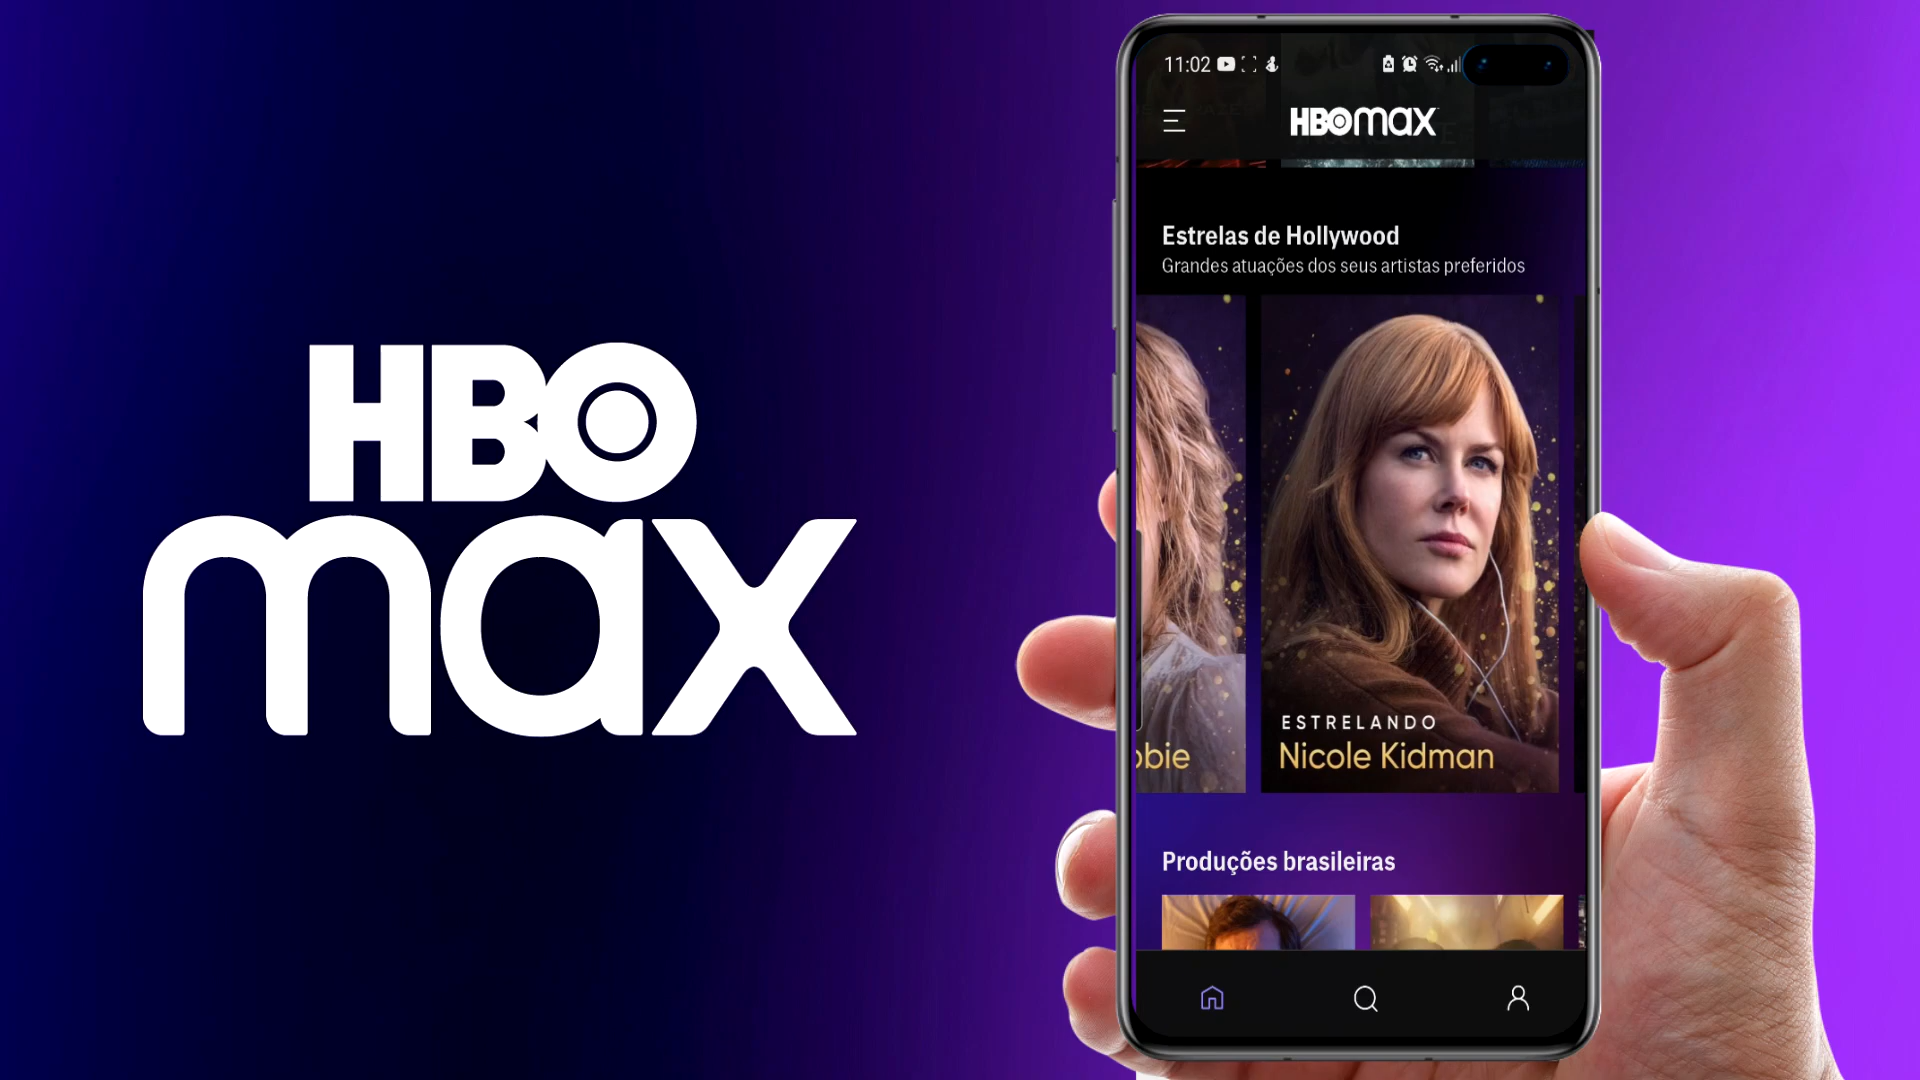 HBO
max
11:02
HBOmax
Estrelas de Hollywood
Grandes atuações dos seus artistas preferidos
ESTRELANDO
Nicole Kidman
bie
Produções brasileiras